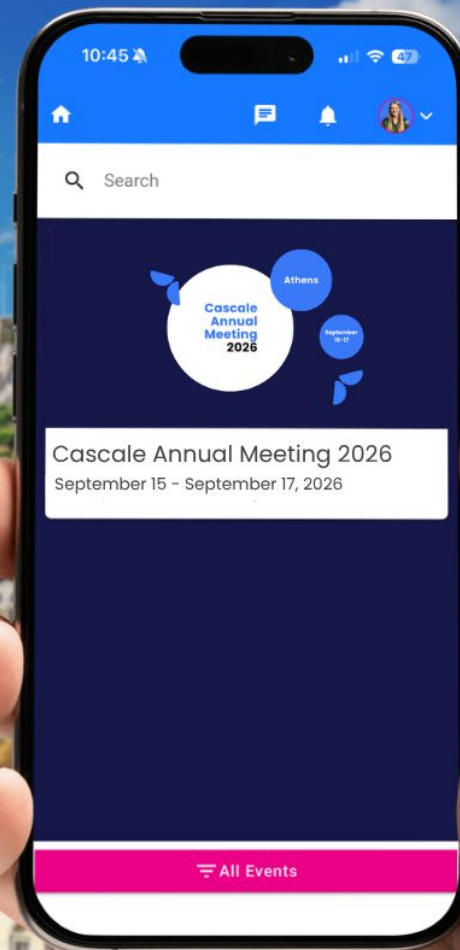 10:45
47
Search
Athens
Cascale
Annual
Meeting
2026
September
15-17
Cascale Annual Meeting 2026
September 15 - September 17, 2026
All Events